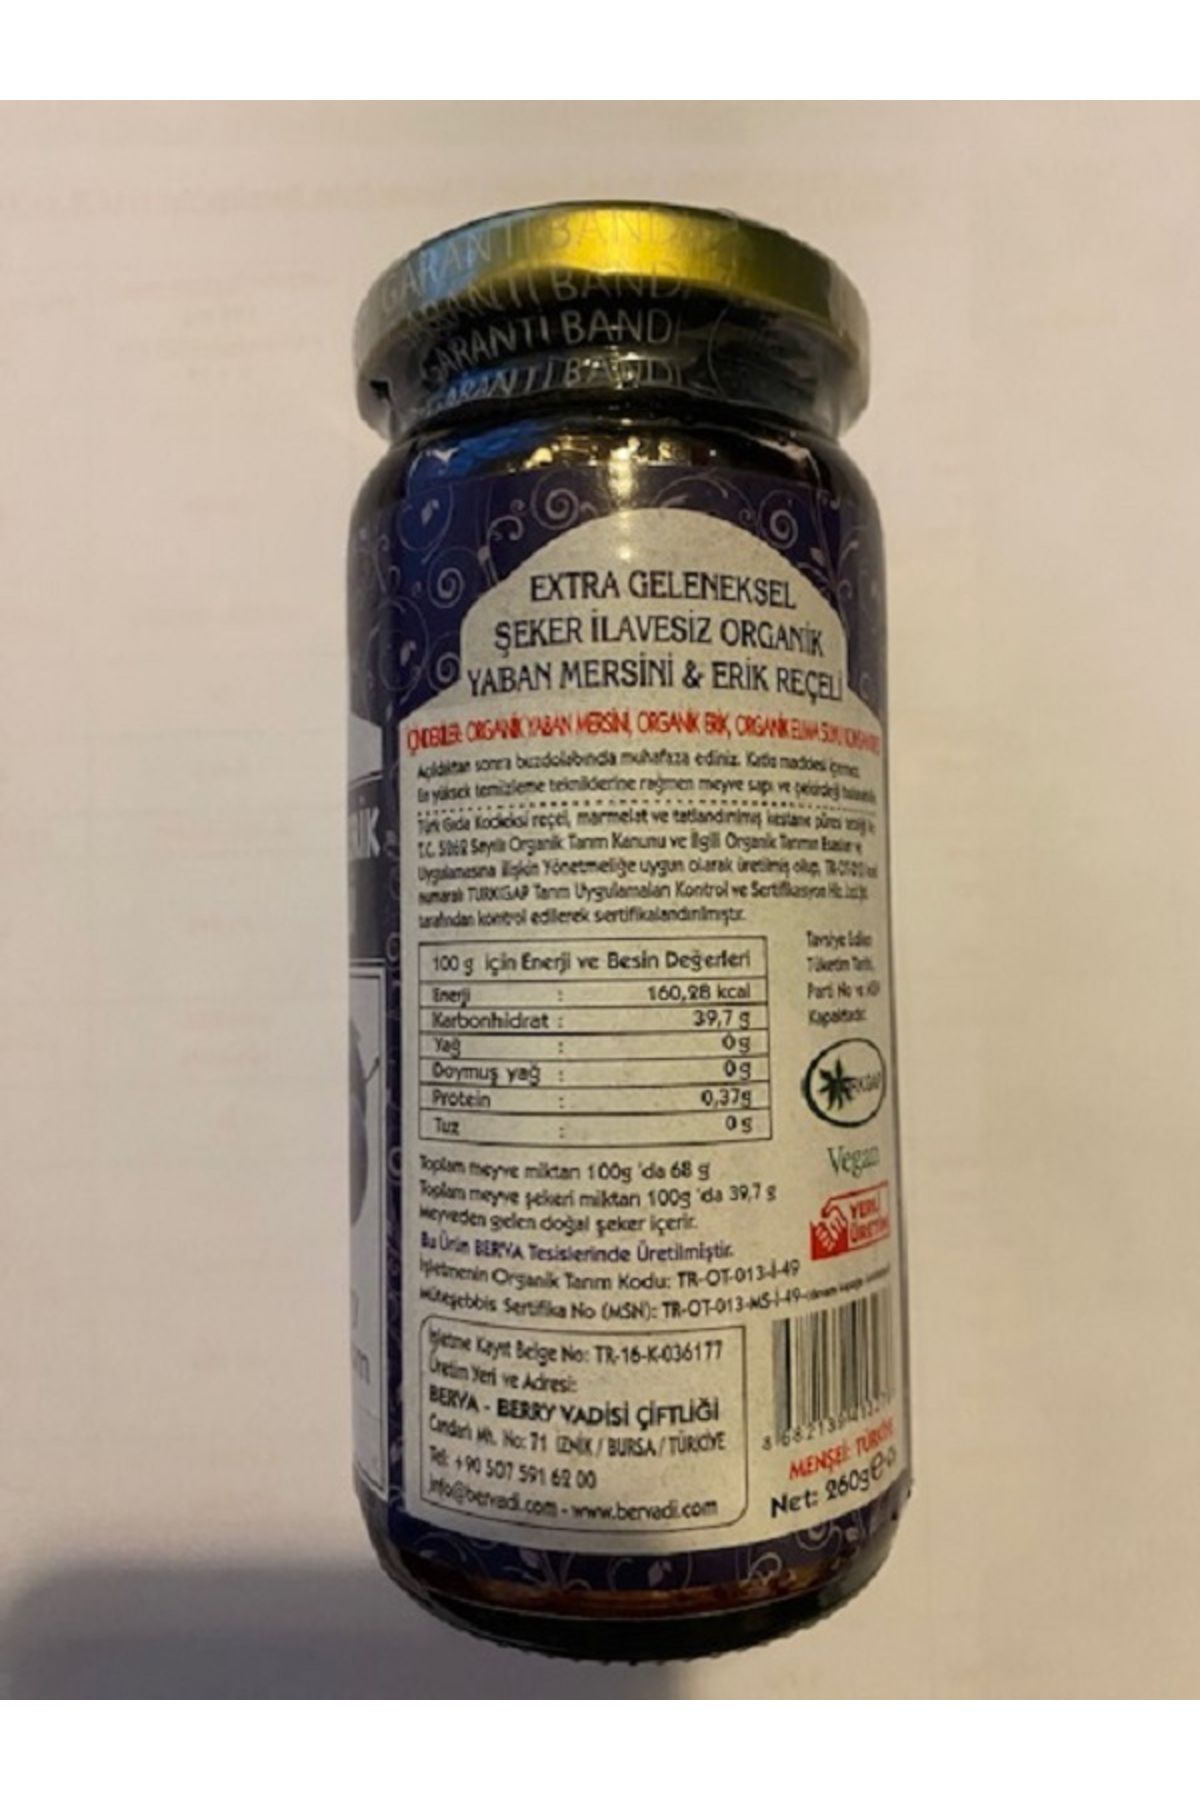 GARANTİ BANDI
GARANTİ BANDI
GARANTİ BANDI
GARANTİ BANDI
EXTRA GELENEKSEL
ŞEKER İLAVESİZ ORGANİK
YABAN MERSİNİ & ERİK REÇELİ
İÇİNDEKİLER: ORGANİK YABAN MERSİNİ, ORGANİK ERİK, ORGANİK ELMA SUYU
Açıldıktan sonra buzdolabında muhafaza ediniz. Katkı maddesi içermez.
En yüksek temizleme tekniklerine rağmen meyve sapı ve çekirdeği
Türk Gıda Kodeksi reçel, marmelat ve tatlandırılmış kestane püresi tebliği
T.C. 5262 Sayılı Organik Tarım Kanunu ve İlgili Organik Tarımın Esasları
Uygulamasına İlişkin Yönetmeliğe uygun olarak üretilmiş olup,
numaralı TURKGAP Tarım Uygulamaları Kontrol ve Sertifikasyon Hiz.
tarafından kontrol edilerek sertifikalandırılmıştır.
100 g için Enerji ve Besin Değerleri
Enerji : 160,28 kcal
Karbonhidrat : 39,7 g
Yağ : 0g
Doymuş yağ : 0g
Protein : 0,37g
Tuz : 0 g
Tavsiye Edilen
Tüketim Tarihi,
Parti No ve
Kapaktadır.
Vegan
YERLİ
ÜRETİM
Toplam meyve miktarı 100g 'da 68 g
Toplam meyve şekeri miktarı 100g 'da 39,7 g
Meyveden gelen doğal şeker içerir.
Bu Ürün BERVA Tesislerinde Üretilmiştir.
İşletmenin Organik Tarım Kodu: TR-OT-013-İ-49
Müteşebbis Sertifika No (MSN): TR-OT-013-MS-İ-49
İşletme Kayıt Belge No: TR-16-K-036177
Üretim Yeri ve Adresi:
BERVA - BERRY VADİSİ ÇİFTLİĞİ
Çandarlı Mh. No: 71 İZNİK / BURSA / TÜRKİYE
Tel: +90 507 591 62 00
info@bervadi.com - www.bervadi.com
MENŞEİ: TÜRKİYE
Net: 260g e